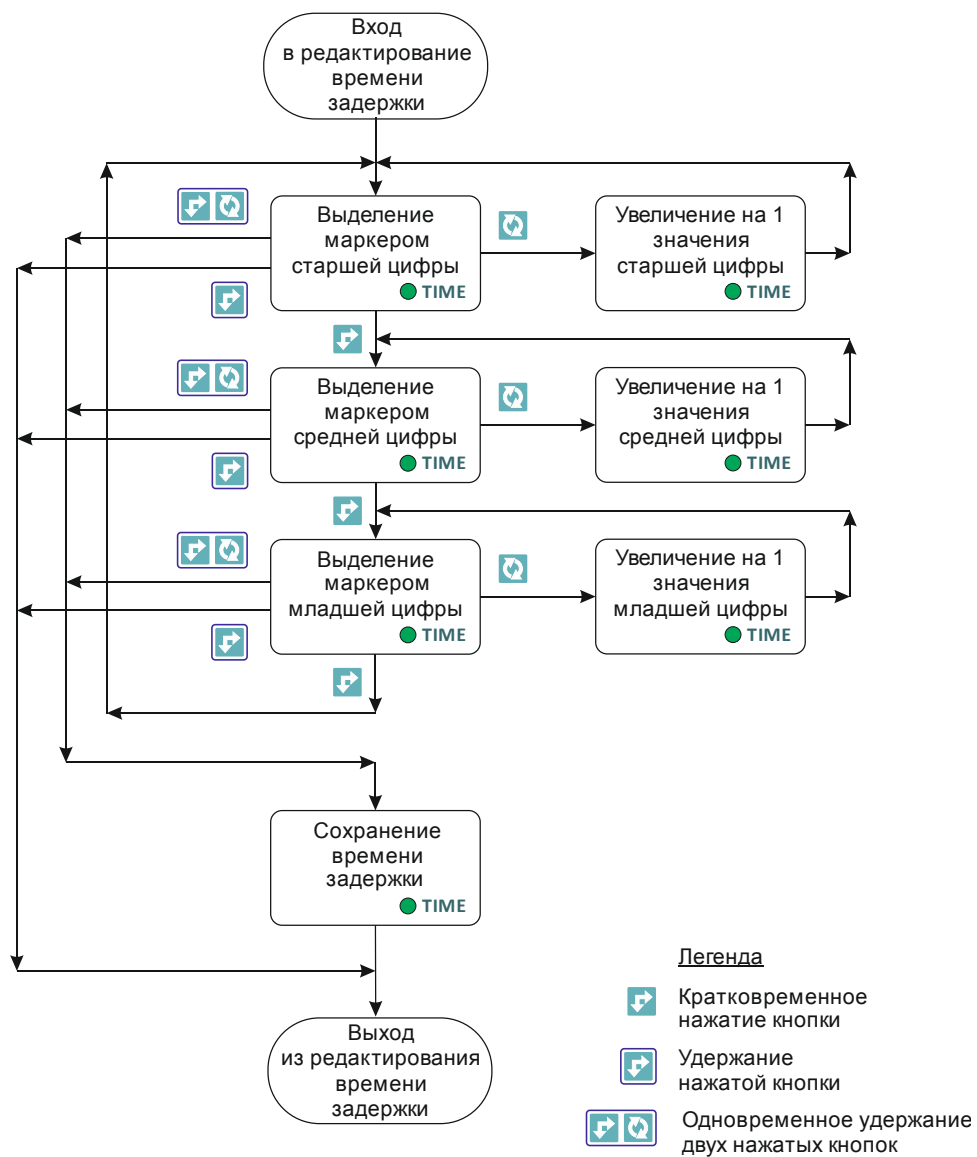 Вход
в редактирование
времени
задержки
Выделение
маркером
старшей цифры
TIME
Увеличение на 1
значения
старшей цифры
TIME
Выделение
маркером
средней цифры
TIME
Увеличение на 1
значения
средней цифры
TIME
Выделение
маркером
младшей цифры
TIME
Увеличение на 1
значения
младшей цифры
TIME
Сохранение
времени
задержки
TIME
Выход
из редактирования
времени
задержки
Легенда
Кратковременное
нажатие кнопки
Удержание
нажатой кнопки
Одновременное удержание
двух нажатых кнопок